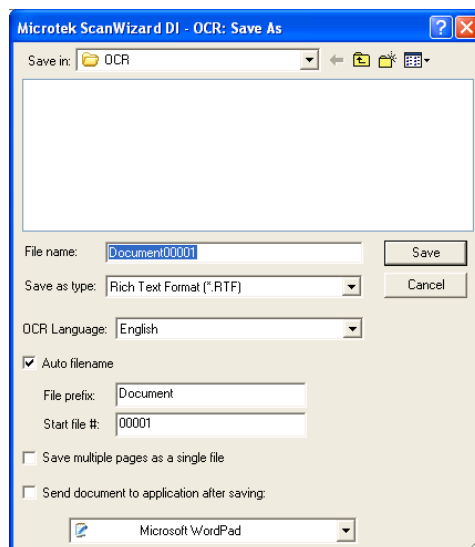 Microtek ScanWizard DI - OCR: Save As
Save in: OCR
File name: Document00001 Save
Save as type: Rich Text Format (*.RTF) Cancel
OCR Language: English
Auto filename
File prefix: Document
Start file #: 00001
Save multiple pages as a single file
Send document to application after saving:
Microsoft WordPad